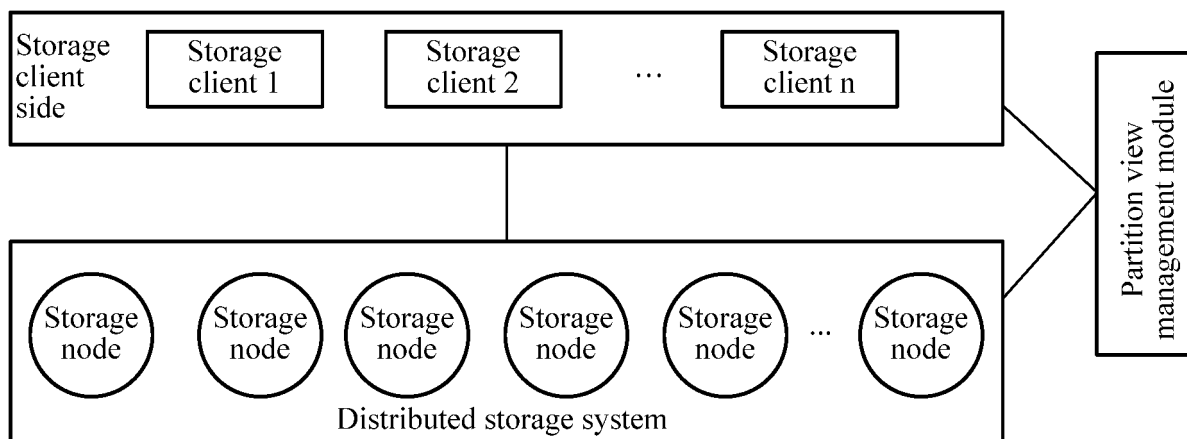 Storage
client
side
Storage
client 1
Storage
client 2
...
Storage
client n
Partition view
management module
Storage
node
Storage
node
Storage
node
Storage
node
Storage
node
...
Storage
node
Distributed storage system